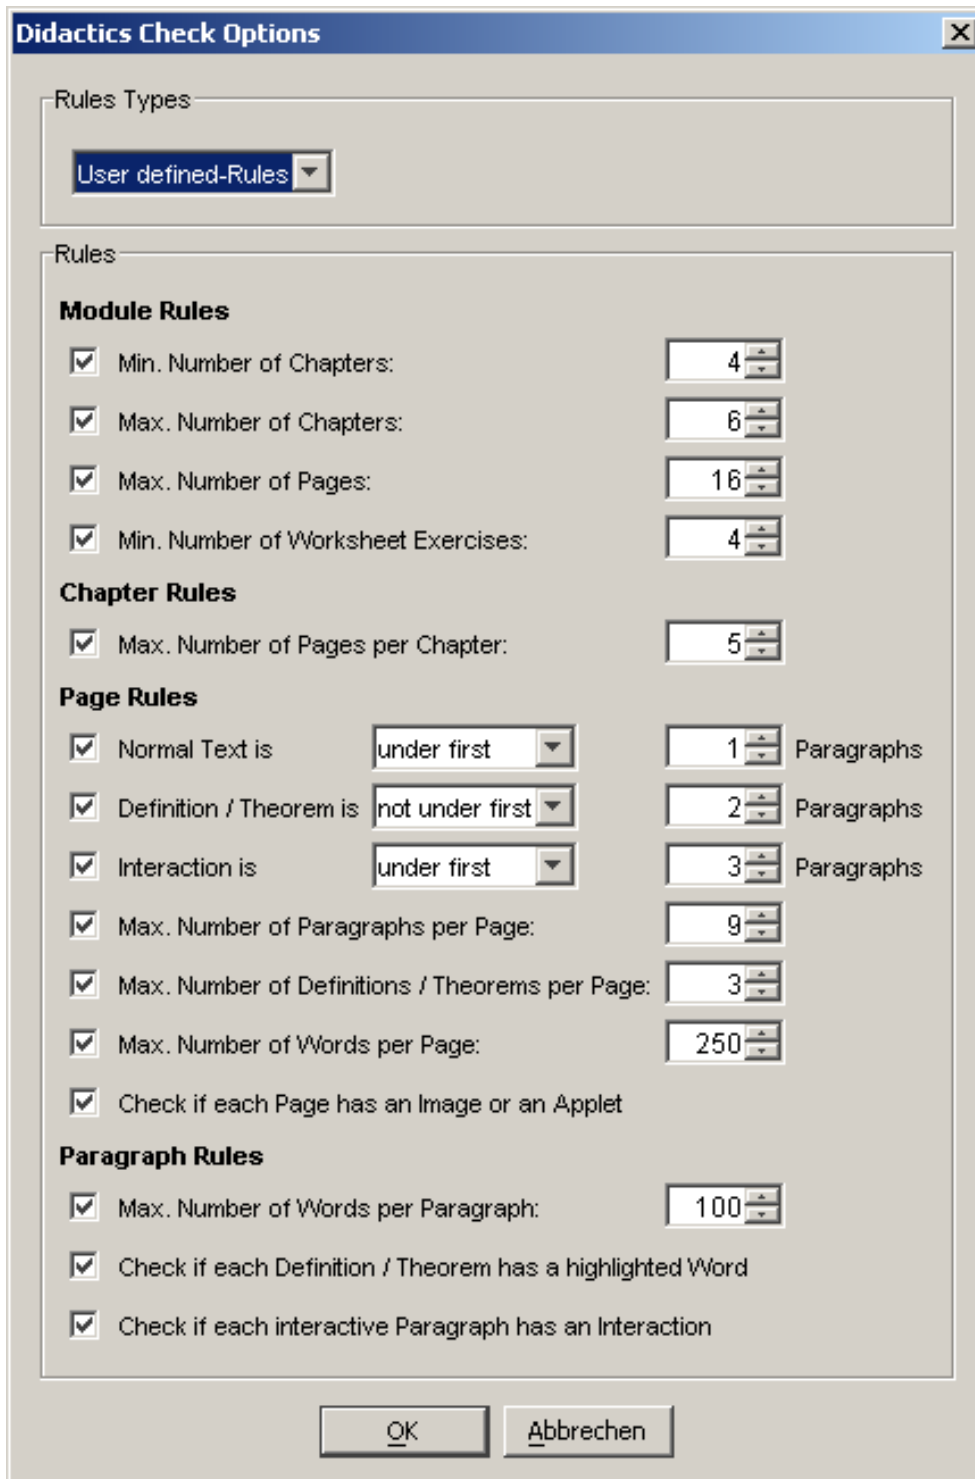 Didactics Check Options
Rules Types
User defined-Rules
Rules
Module Rules
Min. Number of Chapters: 4
Max. Number of Chapters: 6
Max. Number of Pages: 16
Min. Number of Worksheet Exercises: 4
Chapter Rules
Max. Number of Pages per Chapter: 5
Page Rules
Normal Text is under first 1 Paragraphs
Definition / Theorem is not under first 2 Paragraphs
Interaction is under first 3 Paragraphs
Max. Number of Paragraphs per Page: 9
Max. Number of Definitions / Theorems per Page: 3
Max. Number of Words per Page: 250
Check if each Page has an Image or an Applet
Paragraph Rules
Max. Number of Words per Paragraph: 100
Check if each Definition / Theorem has a highlighted Word
Check if each interactive Paragraph has an Interaction
OK Abbrechen